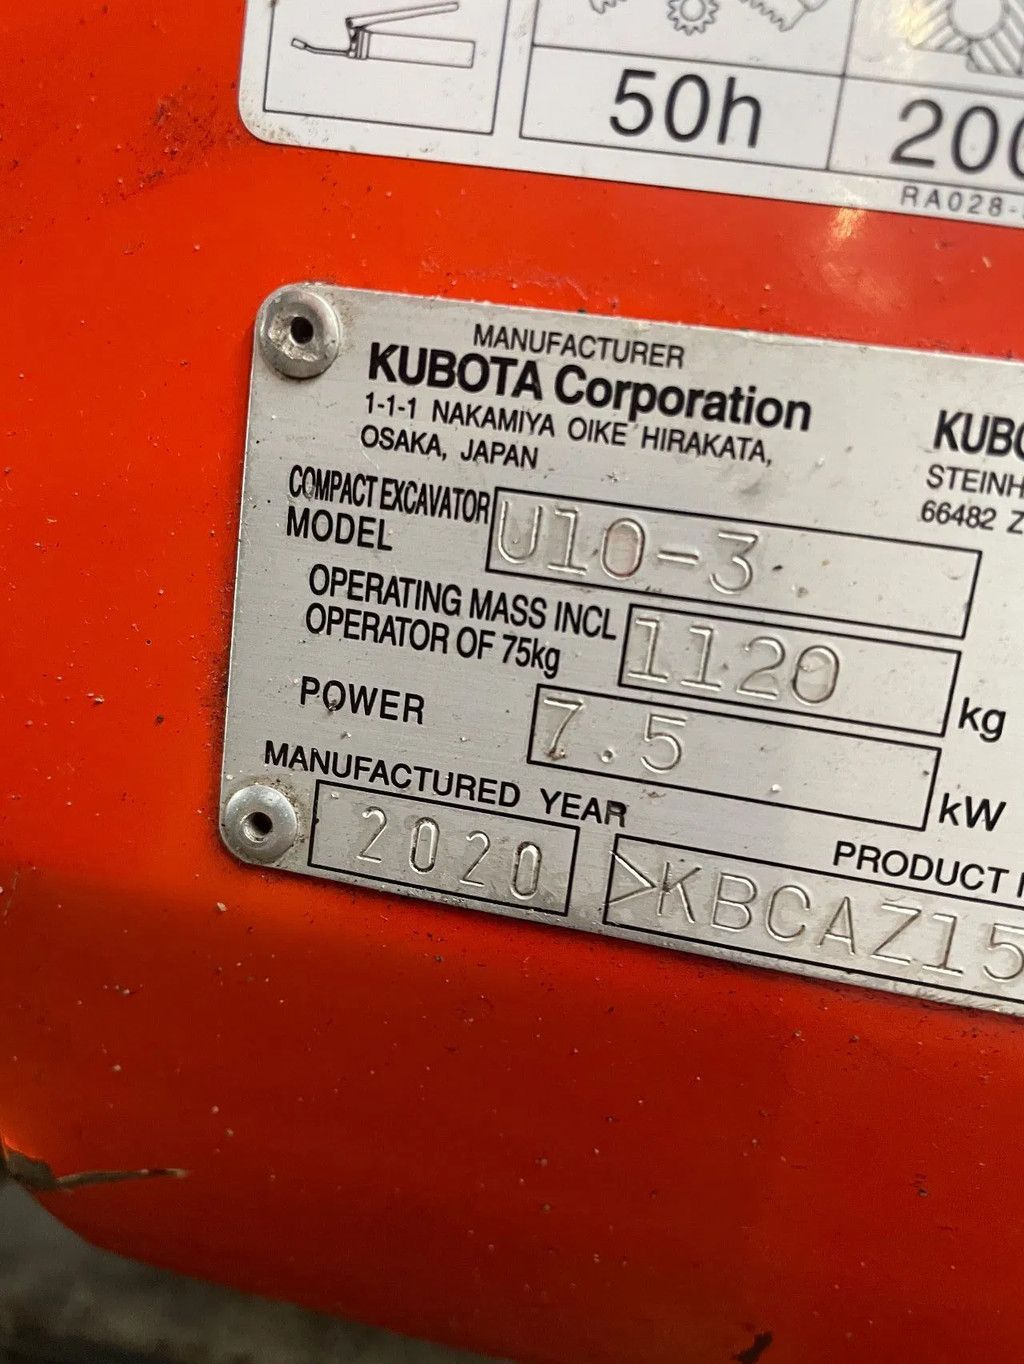 50h
200
RA028-
MANUFACTURER
KUBOTA Corporation
1-1-1 NAKAMIYA OIKE HIRAKATA,
OSAKA, JAPAN
KUBO
STEINH
66482 Z
COMPACT EXCAVATOR
MODEL
U10-3
OPERATING MASS INCL
OPERATOR OF 75kg
1120 kg
POWER
7.5 kW
MANUFACTURED YEAR
2020
PRODUCT
>KBCAZ15